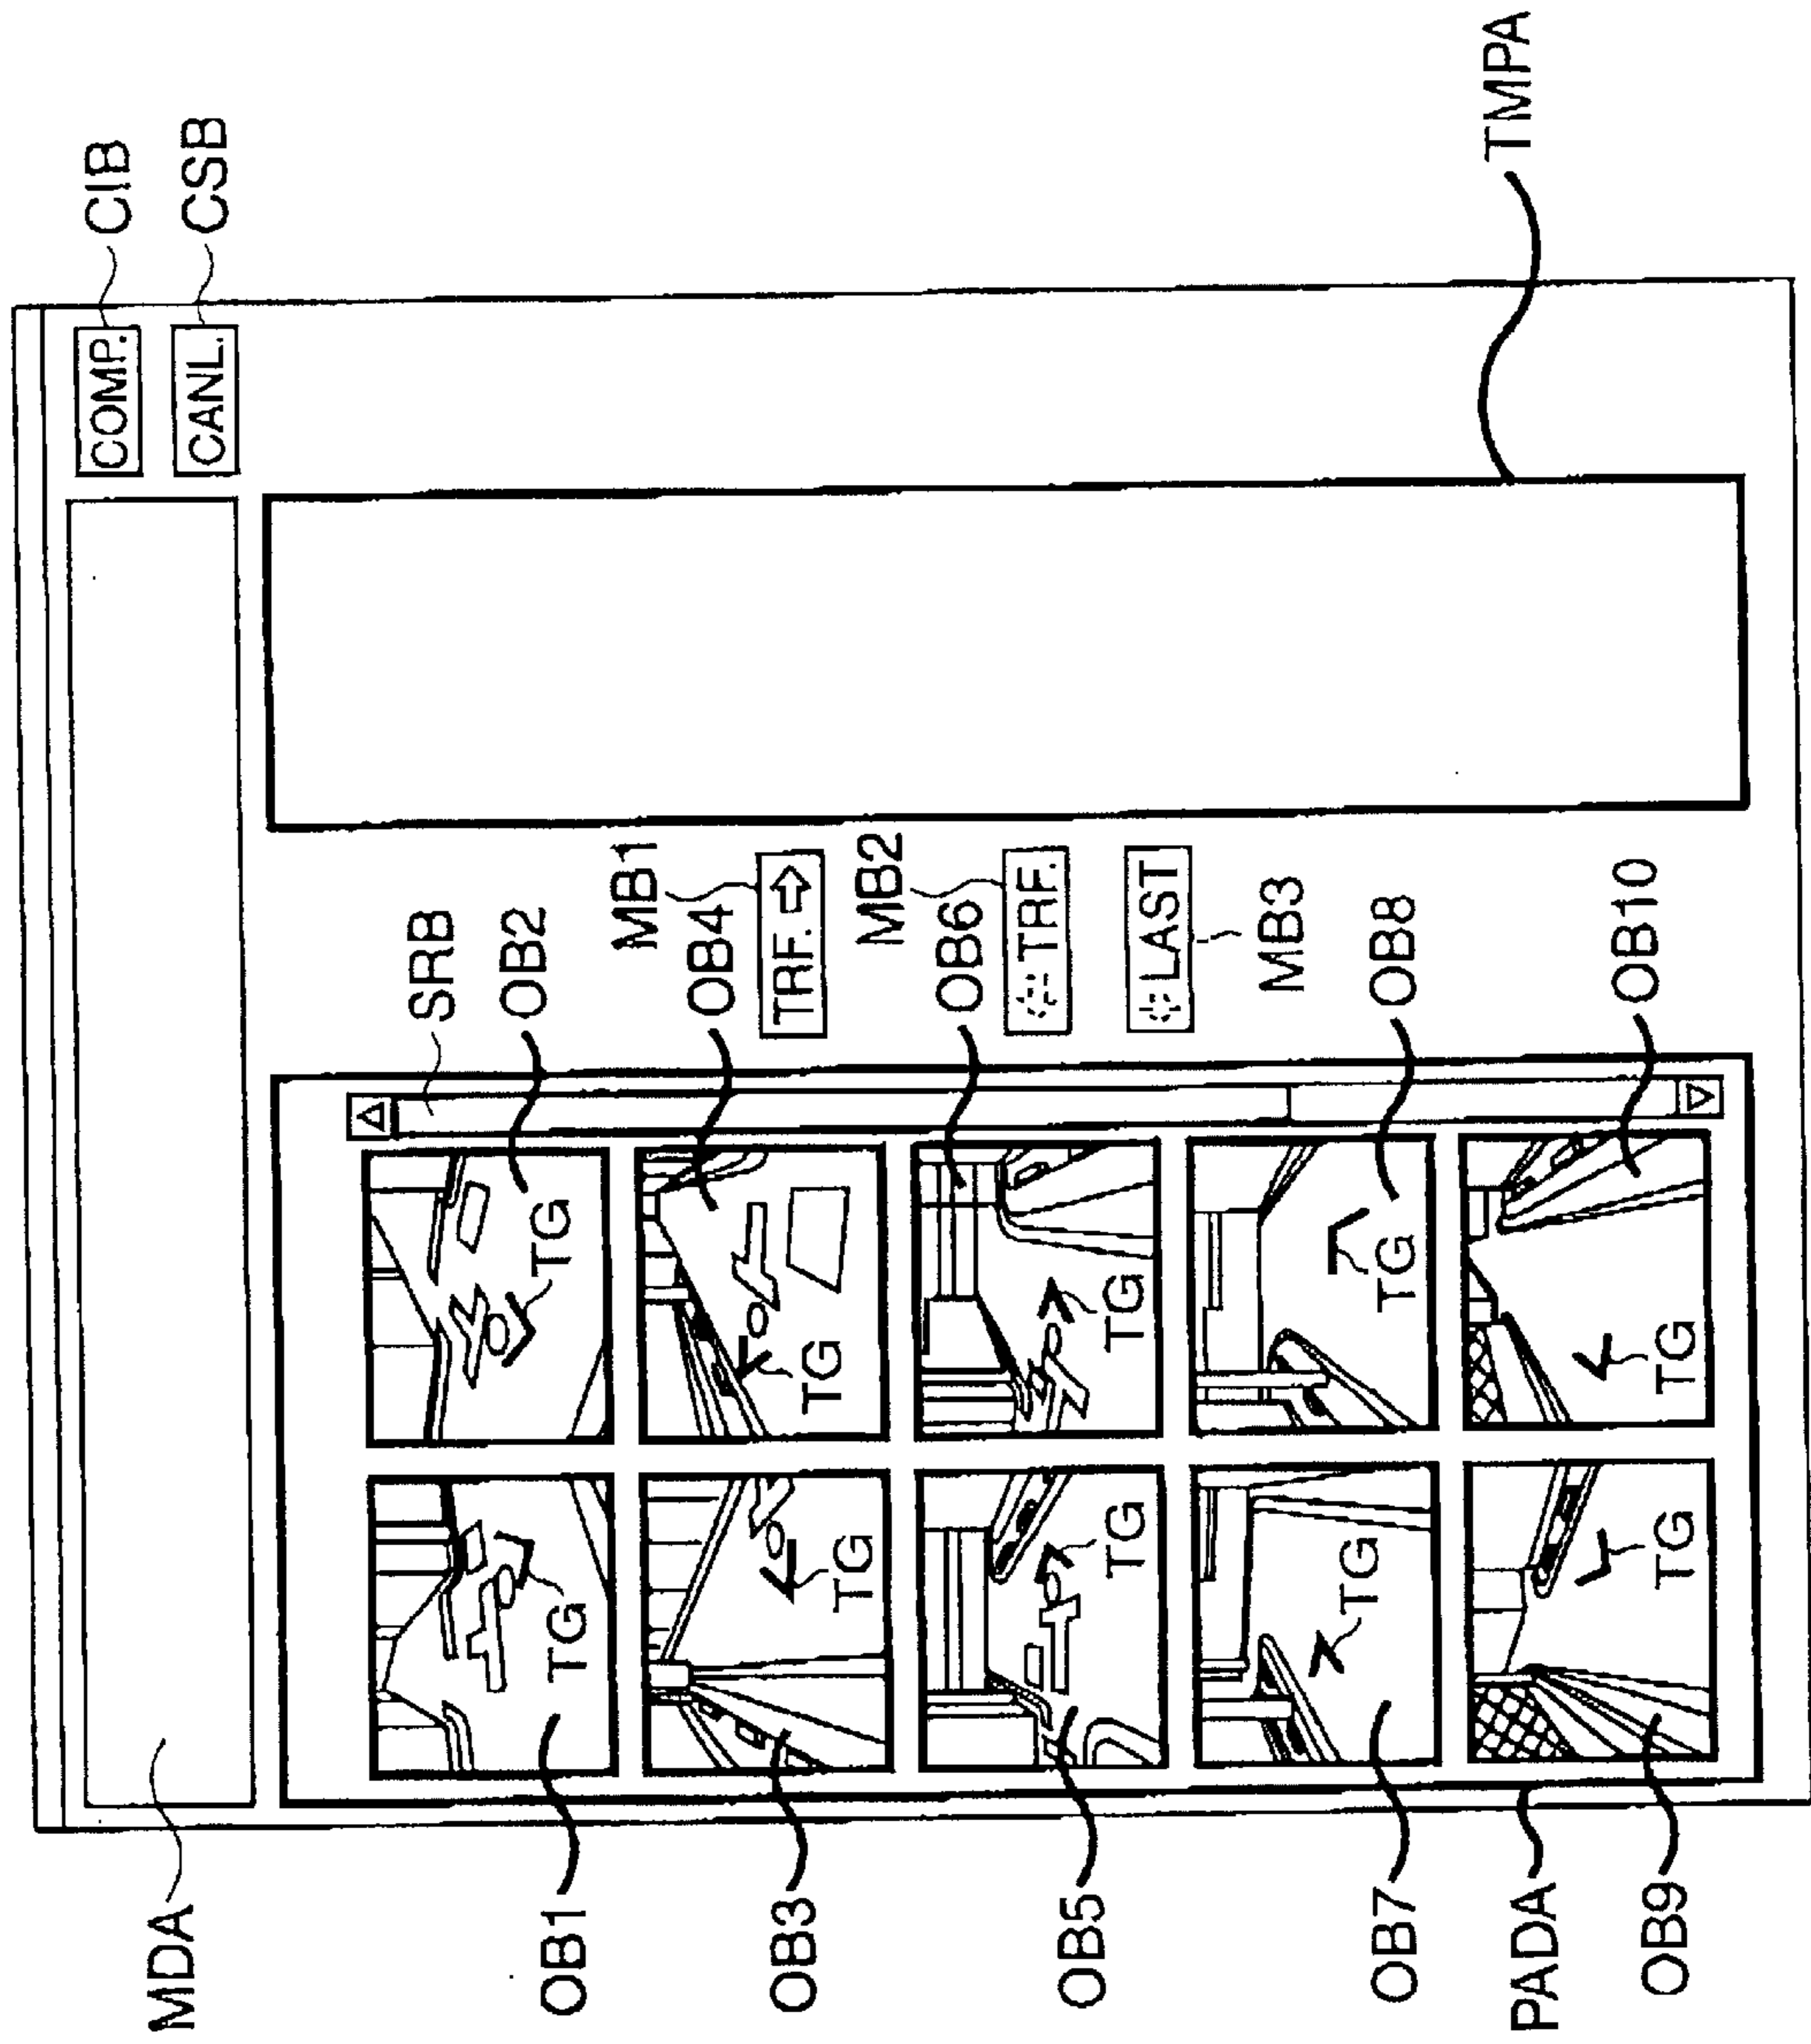 MDA
COMP.
CIB
CANL.
CSB
SRB
OB1
TG
TG
OB2
MB1
OB3
TG
TG
OB4
TRF.
MB2
OB5
TG
TG
OB6
TRF.
LAST
MB3
OB7
TG
TG
OB8
PADA
OB9
TG
TG
OB10
TMPA